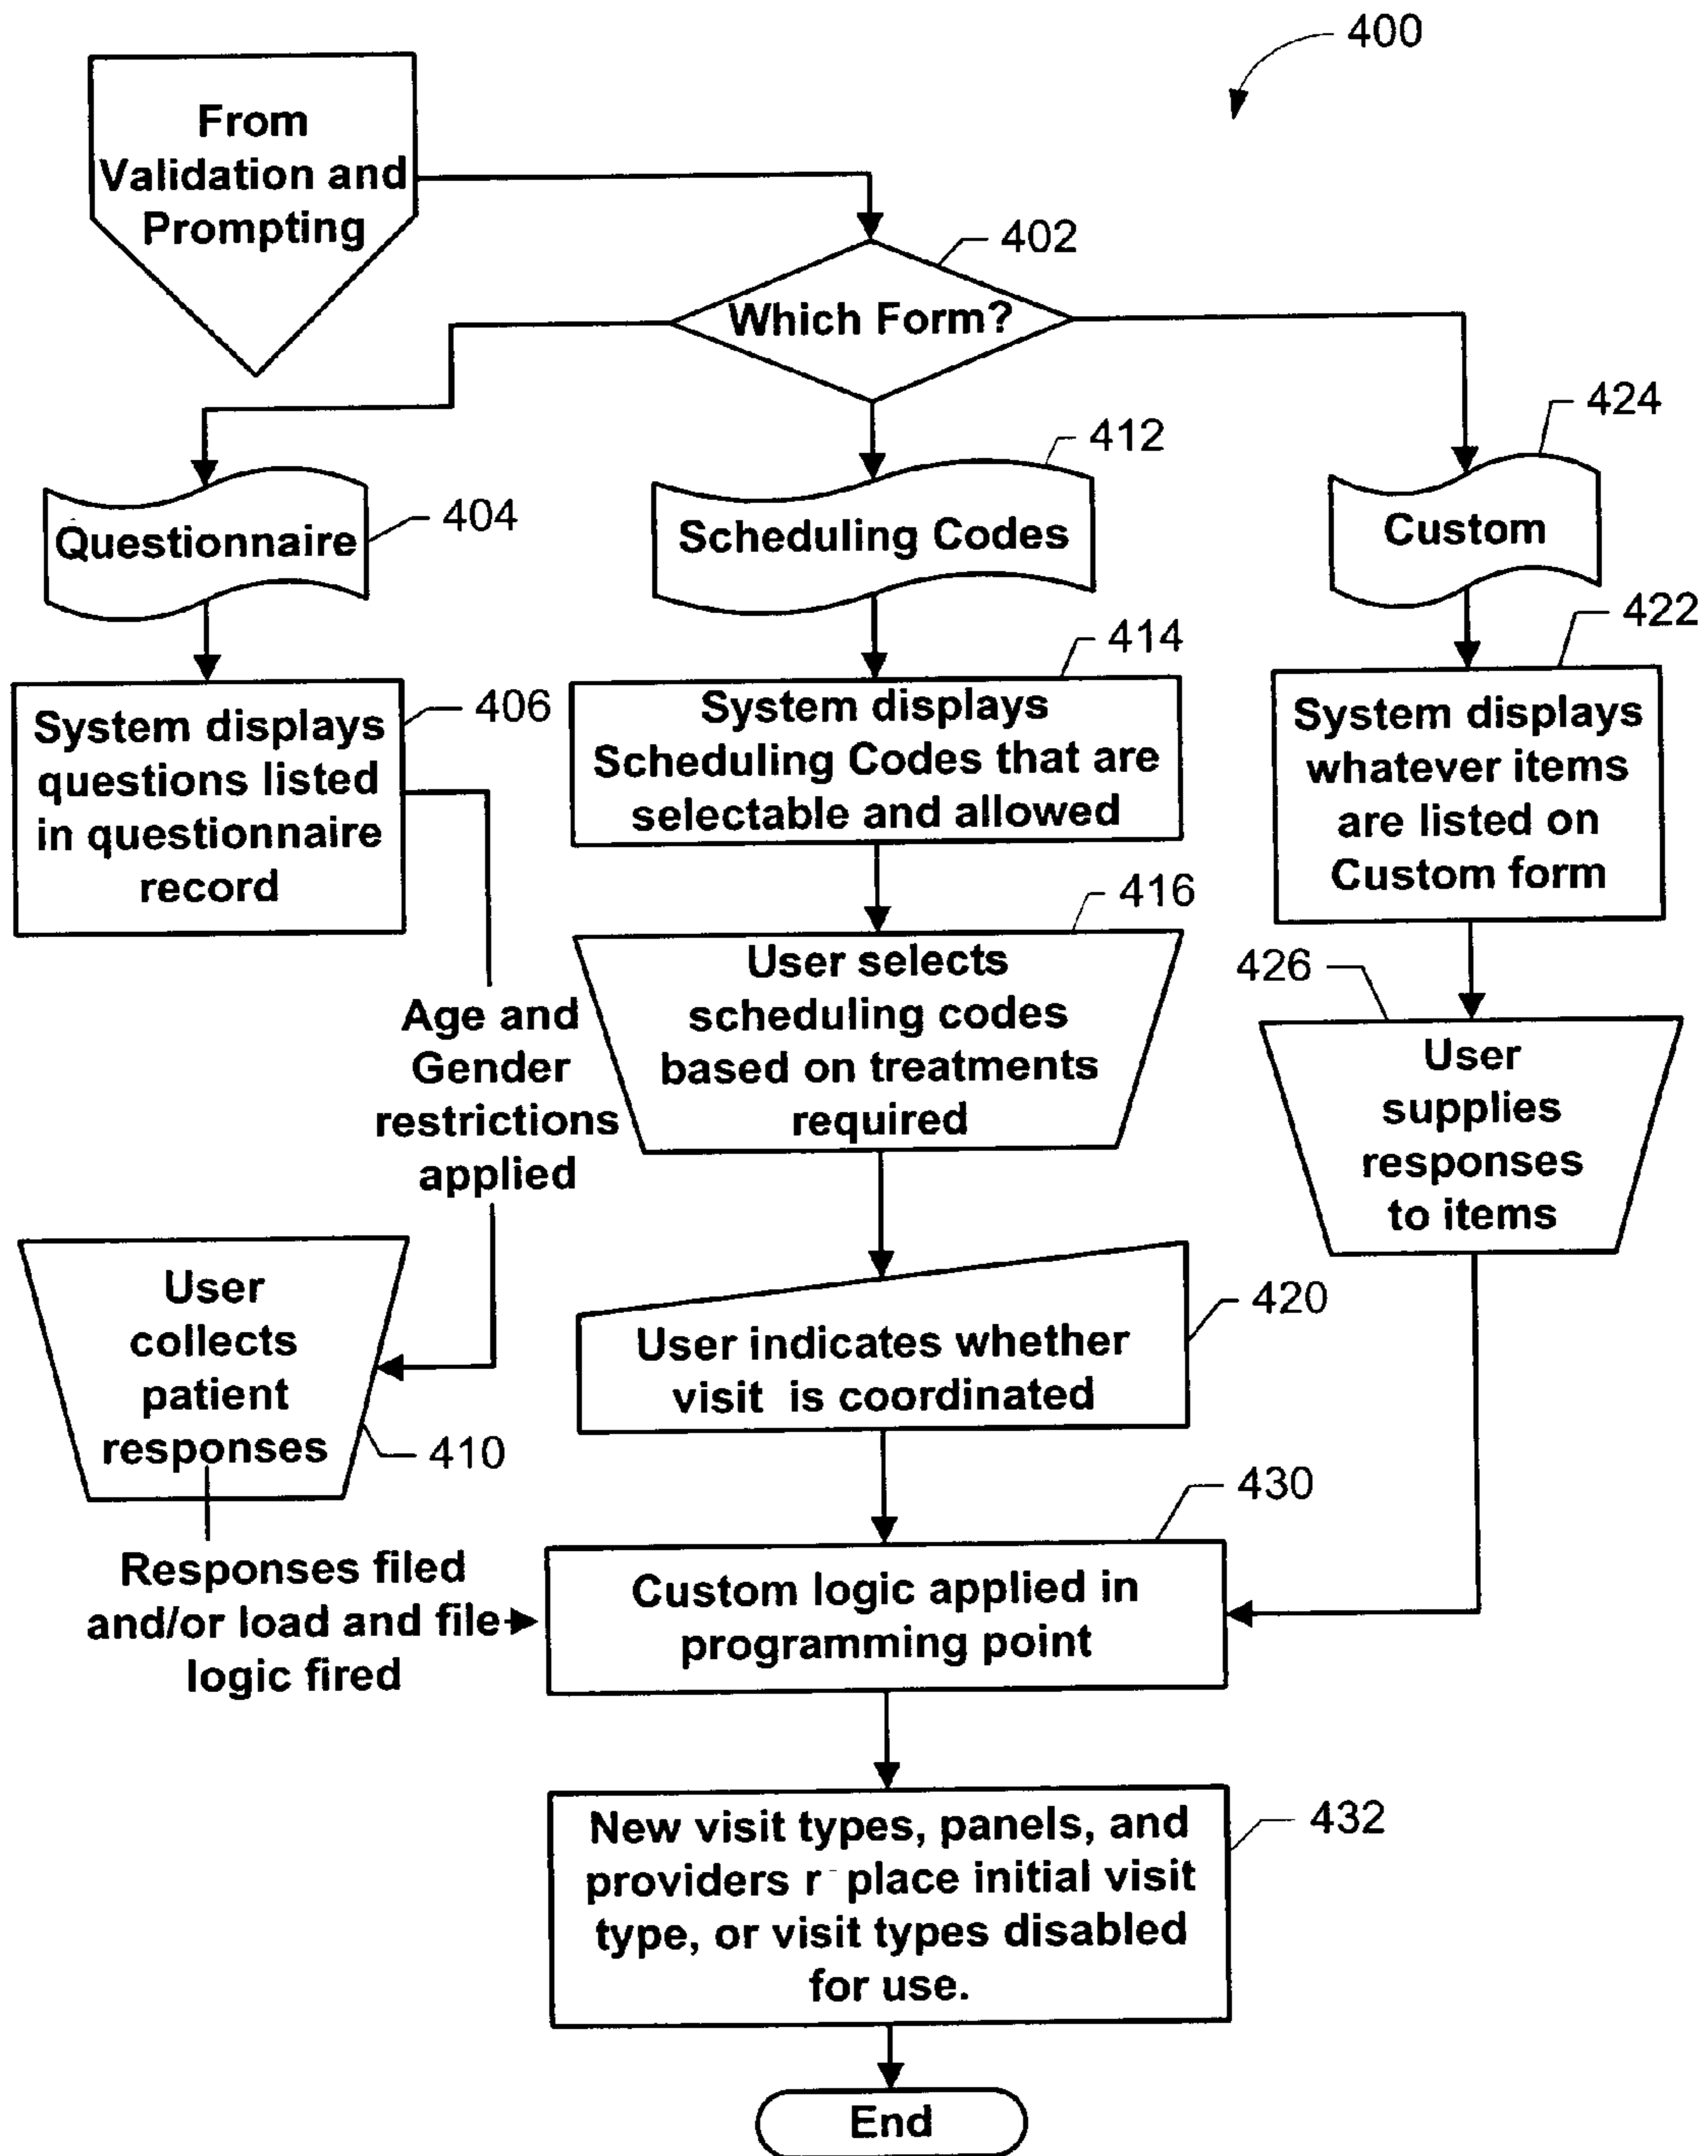 400
From
Validation and
Prompting
402
Which Form?
424
412
404
Questionnaire
Scheduling Codes
Custom
422
414
406
System displays
questions listed
in questionnaire
record
System displays
Scheduling Codes that are
selectable and allowed
System displays
whatever items
are listed on
Custom form
416
426
User selects
scheduling codes
based on treatments
required
Age and
Gender
restrictions
applied
User
supplies
responses
to items
User
collects
patient
responses
410
420
User indicates whether
visit is coordinated
430
Responses filed
and/or load and file
logic fired
Custom logic applied in
programming point
432
New visit types, panels, and
providers r place initial visit
type, or visit types disabled
for use.
End